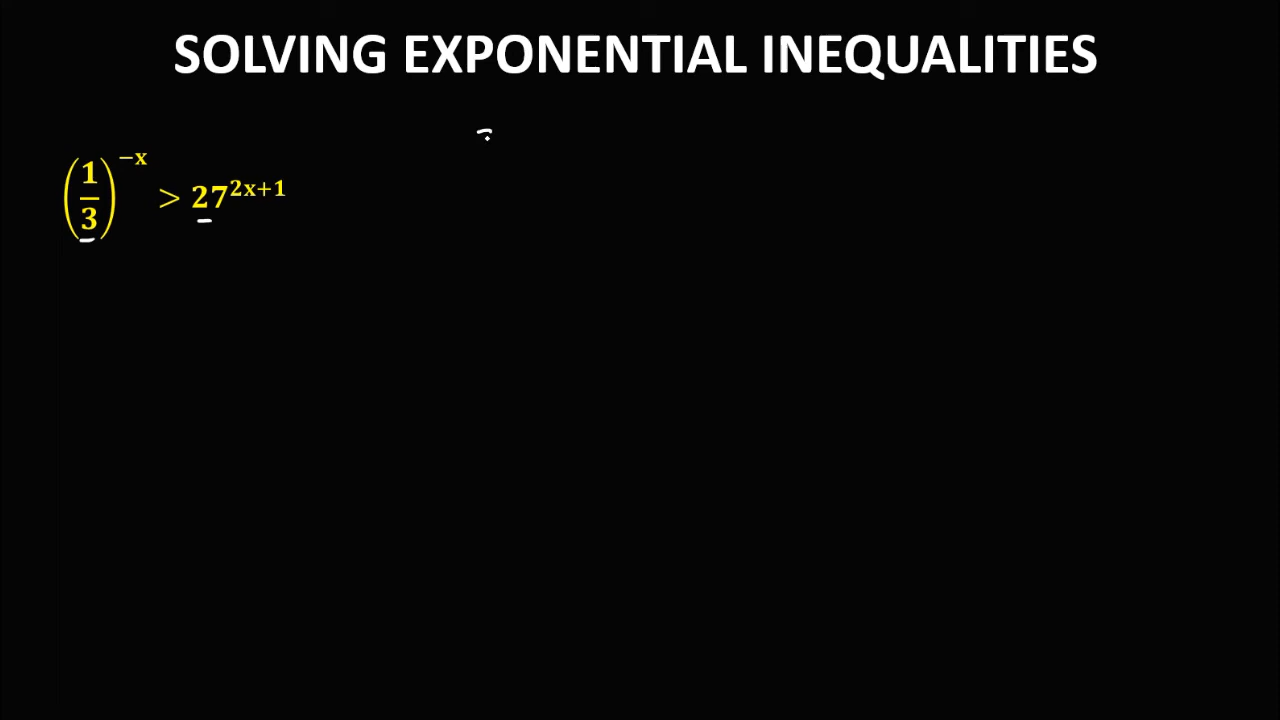 SOLVING EXPONENTIAL INEQUALITIES
(1/3)^{-x} > 27^{2x+1}